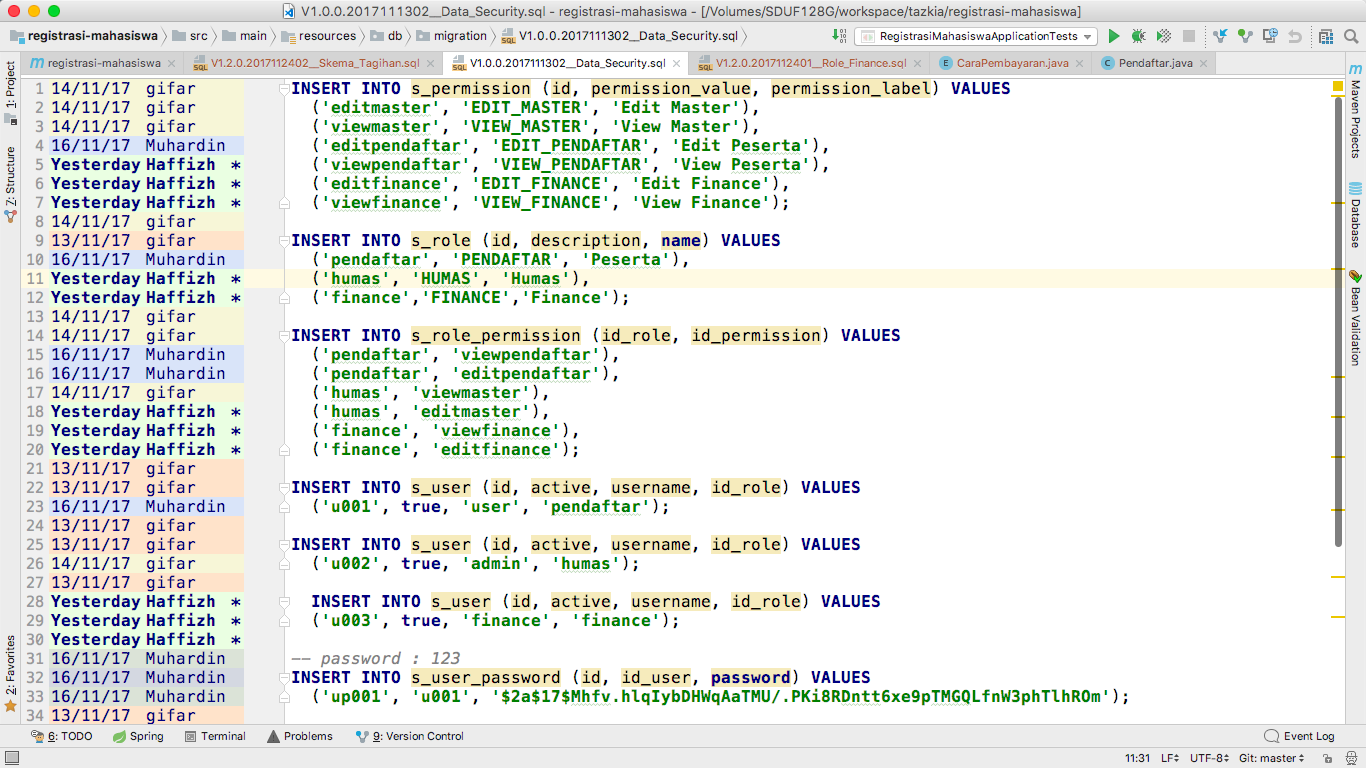 V1.0.0.2017111302__Data_Security.sql - registrasi-mahasiswa - [/Volumes/SDUF128G/workspace/tazkia/registrasi-mahasiswa]
registrasi-mahasiswa src main resources db migration V1.0.0.2017111302__Data_Security.sql RegistrasiMahasiswaApplicationTests
registrasi-mahasiswa V1.2.0.2017112402__Skema_Tagihan.sql V1.0.0.2017111302__Data_Security.sql V1.2.0.2017112401__Role_Finance.sql CaraPembayaran.java Pendaftar.java
1: Project
Z: Structure
2: Favorites
1 14/11/17 gifar INSERT INTO s_permission (id, permission_value, permission_label) VALUES
2 14/11/17 gifar ('editmaster', 'EDIT_MASTER', 'Edit Master'),
3 14/11/17 gifar ('viewmaster', 'VIEW_MASTER', 'View Master'),
4 16/11/17 Muhardin ('editpendaftar', 'EDIT_PENDAFTAR', 'Edit Peserta'),
5 Yesterday Haffizh * ('viewpendaftar', 'VIEW_PENDAFTAR', 'View Peserta'),
6 Yesterday Haffizh * ('editfinance', 'EDIT_FINANCE', 'Edit Finance'),
7 Yesterday Haffizh * ('viewfinance', 'VIEW_FINANCE', 'View Finance');
8 14/11/17 gifar
9 13/11/17 gifar INSERT INTO s_role (id, description, name) VALUES
10 16/11/17 Muhardin ('pendaftar', 'PENDAFTAR', 'Peserta'),
11 Yesterday Haffizh * ('humas', 'HUMAS', 'Humas'),
12 Yesterday Haffizh * ('finance','FINANCE','Finance');
13 14/11/17 gifar
14 14/11/17 gifar INSERT INTO s_role_permission (id_role, id_permission) VALUES
15 16/11/17 Muhardin ('pendaftar', 'viewpendaftar'),
16 16/11/17 Muhardin ('pendaftar', 'editpendaftar'),
17 14/11/17 gifar ('humas', 'viewmaster'),
18 Yesterday Haffizh * ('humas', 'editmaster'),
19 Yesterday Haffizh * ('finance', 'viewfinance'),
20 Yesterday Haffizh * ('finance', 'editfinance');
21 13/11/17 gifar
22 13/11/17 gifar INSERT INTO s_user (id, active, username, id_role) VALUES
23 16/11/17 Muhardin ('u001', true, 'user', 'pendaftar');
24 13/11/17 gifar
25 13/11/17 gifar INSERT INTO s_user (id, active, username, id_role) VALUES
26 14/11/17 gifar ('u002', true, 'admin', 'humas');
27 13/11/17 gifar
28 Yesterday Haffizh * INSERT INTO s_user (id, active, username, id_role) VALUES
29 Yesterday Haffizh * ('u003', true, 'finance', 'finance');
30 Yesterday Haffizh *
31 16/11/17 Muhardin -- password : 123
32 16/11/17 Muhardin INSERT INTO s_user_password (id, id_user, password) VALUES
33 16/11/17 Muhardin ('up001', 'u001', '$2a$17$Mhfv.hlqIybDHWqAaTMU/.PKi8RDntt6xe9pTMGQLfnW3phTlhROm');
34 13/11/17 gifar
Maven Projects
Database
Bean Validation
6: TODO Spring Terminal Problems 9: Version Control Event Log
11:31 LF UTF-8 Git: master